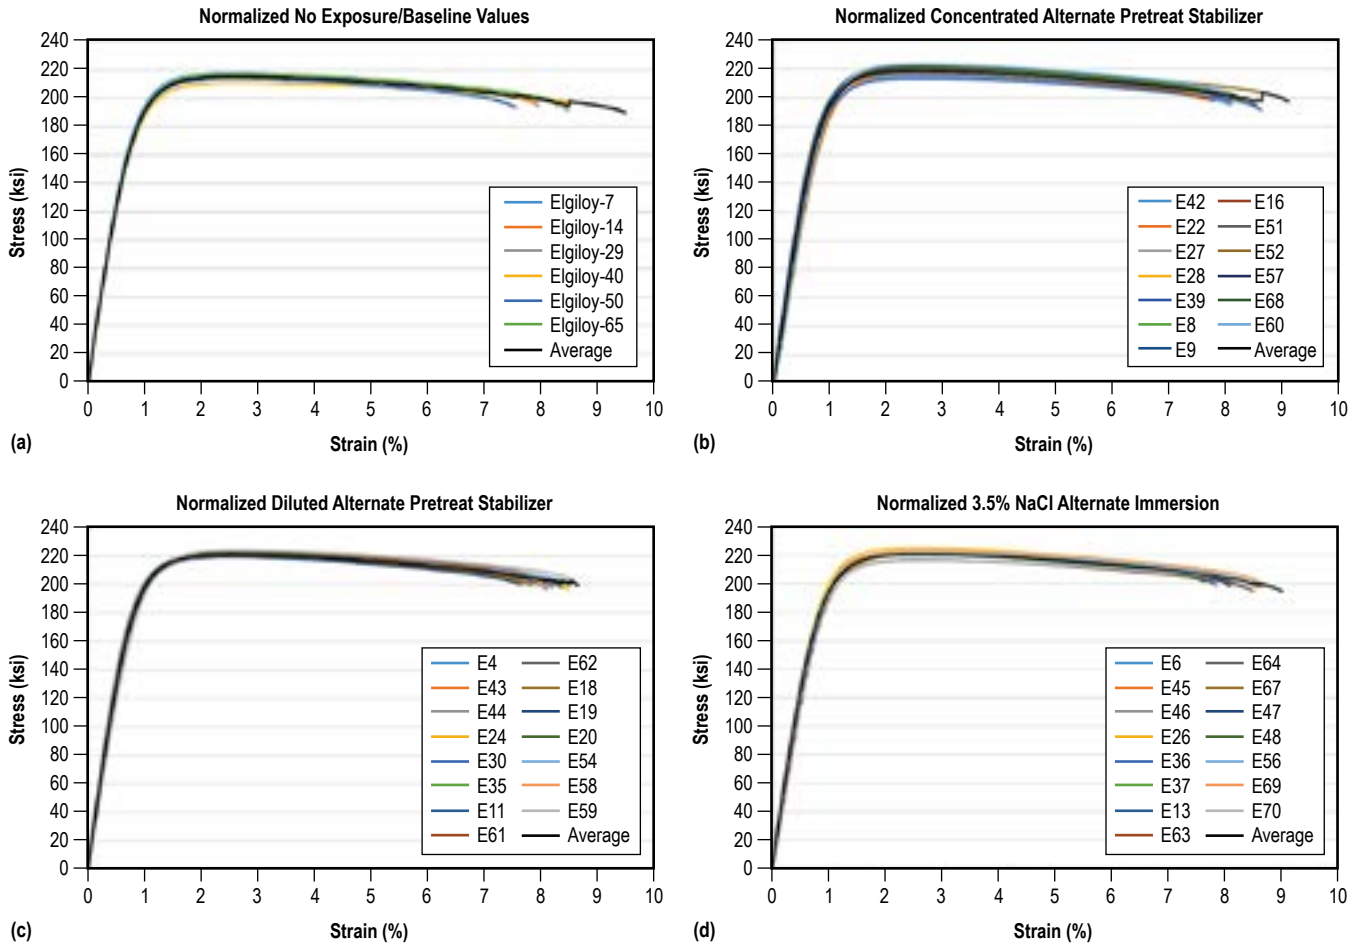 Normalized No Exposure/Baseline Values
240
220
200
180
160
140
120
100
80
60
40
20
0
Stress (ksi)
Elgiloy-7
Elgiloy-14
Elgiloy-29
Elgiloy-40
Elgiloy-50
Elgiloy-65
Average
0 1 2 3 4 5 6 7 8 9 10
(a) Strain (%)
Normalized Concentrated Alternate Pretreat Stabilizer
240
220
200
180
160
140
120
100
80
60
40
20
0
Stress (ksi)
E42 E16
E22 E51
E27 E52
E28 E57
E39 E68
E8 E60
E9 Average
0 1 2 3 4 5 6 7 8 9 10
(b) Strain (%)
Normalized Diluted Alternate Pretreat Stabilizer
240
220
200
180
160
140
120
100
80
60
40
20
0
Stress (ksi)
E4 E62
E43 E18
E44 E19
E24 E20
E30 E54
E35 E58
E11 E59
E61 Average
0 1 2 3 4 5 6 7 8 9 10
(c) Strain (%)
Normalized 3.5% NaCl Alternate Immersion
240
220
200
180
160
140
120
100
80
60
40
20
0
Stress (ksi)
E6 E64
E45 E67
E46 E47
E26 E48
E36 E56
E37 E69
E13 E70
E63 Average
0 1 2 3 4 5 6 7 8 9 10
(d) Strain (%)